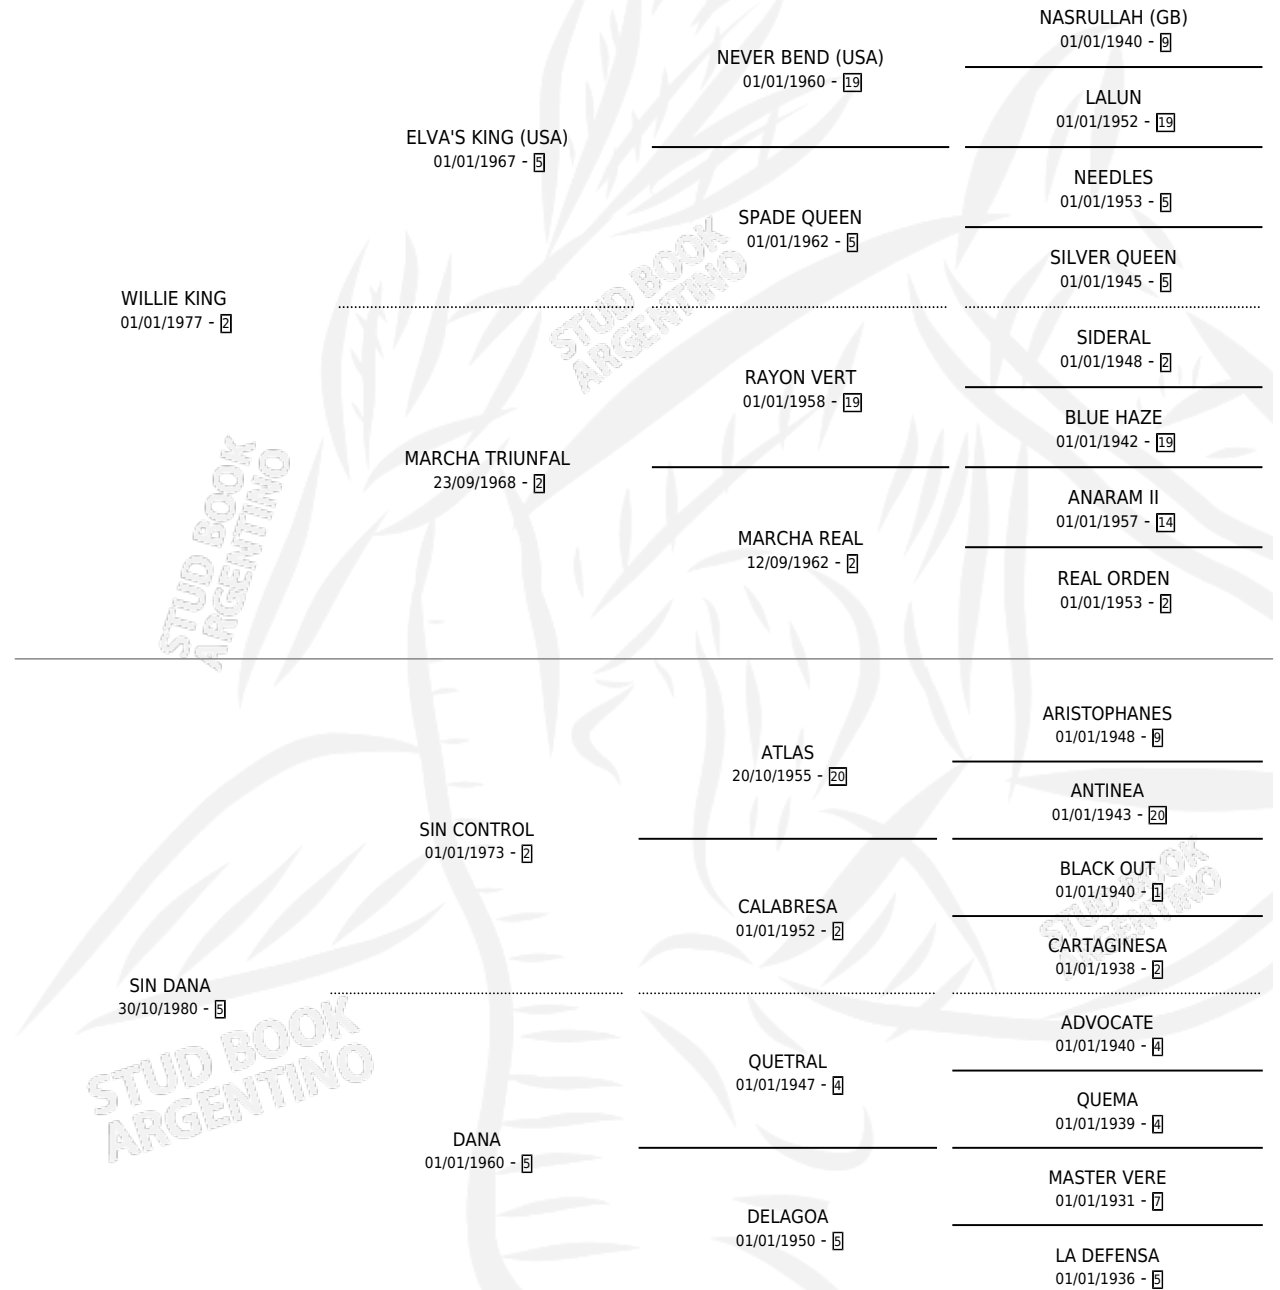 NASRULLAH (GB)
01/01/1940 - 9
NEVER BEND (USA)
01/01/1960 - 19
LALUN
01/01/1952 - 19
ELVA'S KING (USA)
01/01/1967 - 5
NEEDLES
01/01/1953 - 5
SPADE QUEEN
01/01/1962 - 5
SILVER QUEEN
01/01/1945 - 5
WILLIE KING
01/01/1977 - 2
SIDERAL
01/01/1948 - 2
RAYON VERT
01/01/1958 - 19
BLUE HAZE
01/01/1942 - 19
MARCHA TRIUNFAL
23/09/1968 - 2
ANARAM II
01/01/1957 - 14
MARCHA REAL
12/09/1962 - 2
REAL ORDEN
01/01/1953 - 2
ARISTOPHANES
01/01/1948 - 9
ATLAS
20/10/1955 - 20
ANTINEA
01/01/1943 - 20
SIN CONTROL
01/01/1973 - 2
BLACK OUT
01/01/1940 - 1
CALABRESA
01/01/1952 - 2
CARTAGINESA
01/01/1938 - 2
SIN DANA
30/10/1980 - 5
ADVOCATE
01/01/1940 - 4
QUETRAL
01/01/1947 - 4
QUEMA
01/01/1939 - 4
DANA
01/01/1960 - 5
MASTER VERE
01/01/1931 - 7
DELAGOA
01/01/1950 - 5
LA DEFENSA
01/01/1936 - 5
STUD BOOK
ARGENTINO
STUD BOOK
ARGENTINO
STUD BOOK
ARGENTINO
STUD BOOK
ARGENTINO